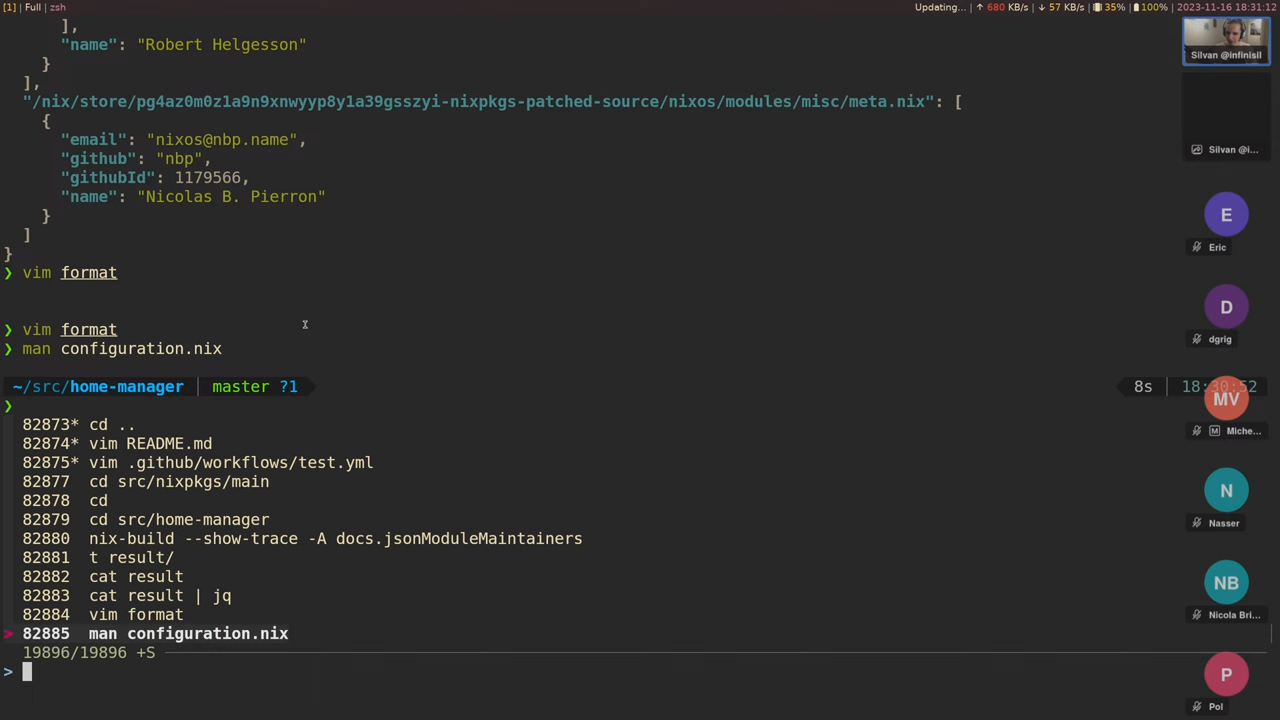 [1] | Full | zsh
Updating... | ↑ 680 KB/s | ↓ 57 KB/s | 35% | 100% | 2023-11-16 18:31:12
],
"name": "Robert Helgesson"
}
],
"/nix/store/pg4az0m0z1a9n9xnwyyp8y1a39gsszyi-nixpkgs-patched-source/nixos/modules/misc/meta.nix": [
{
"email": "nixos@nbp.name",
"github": "nbp",
"githubId": 1179566,
"name": "Nicolas B. Pierron"
}
]
}
❯ vim format
❯ vim format
❯ man configuration.nix
~/src/home-manager | master ?1
8s | 18:30:52
❯
82873* cd ..
82874* vim README.md
82875* vim .github/workflows/test.yml
82877 cd src/nixpkgs/main
82878 cd
82879 cd src/home-manager
82880 nix-build --show-trace -A docs.jsonModuleMaintainers
82881 t result/
82882 cat result
82883 cat result | jq
82884 vim format
> 82885 man configuration.nix
19896/19896 +S
>
Silvan @infinisil
Silvan @i...
E
Eric
D
dgrig
MV
M Miche...
N
Nasser
NB
Nicola Bri...
P
Pol